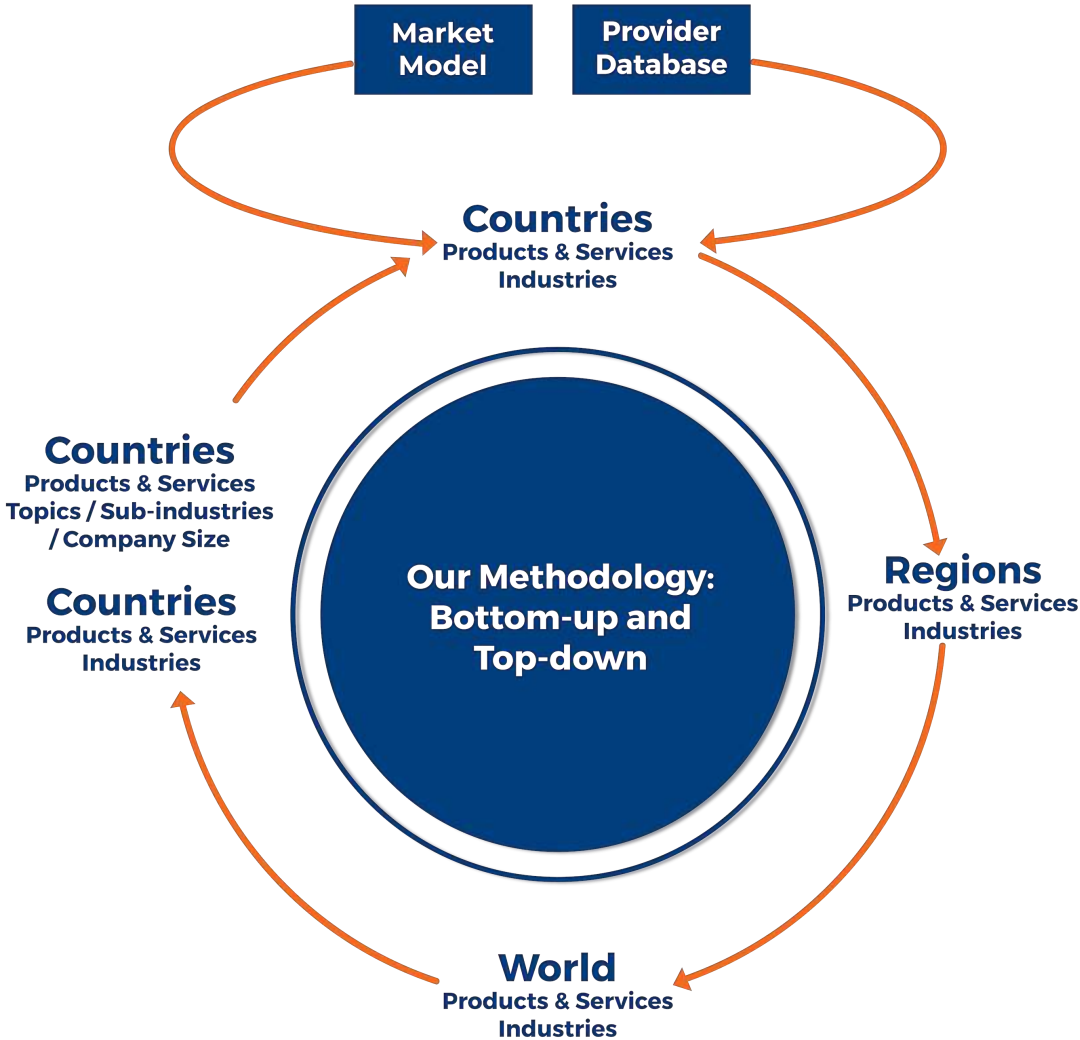 Market
Model
Provider
Database
Countries
Products & Services
Industries
Countries
Products & Services
Topics / Sub-industries
/ Company Size
Countries
Products & Services
Industries
Our Methodology:
Bottom-up and
Top-down
Regions
Products & Services
Industries
World
Products & Services
Industries